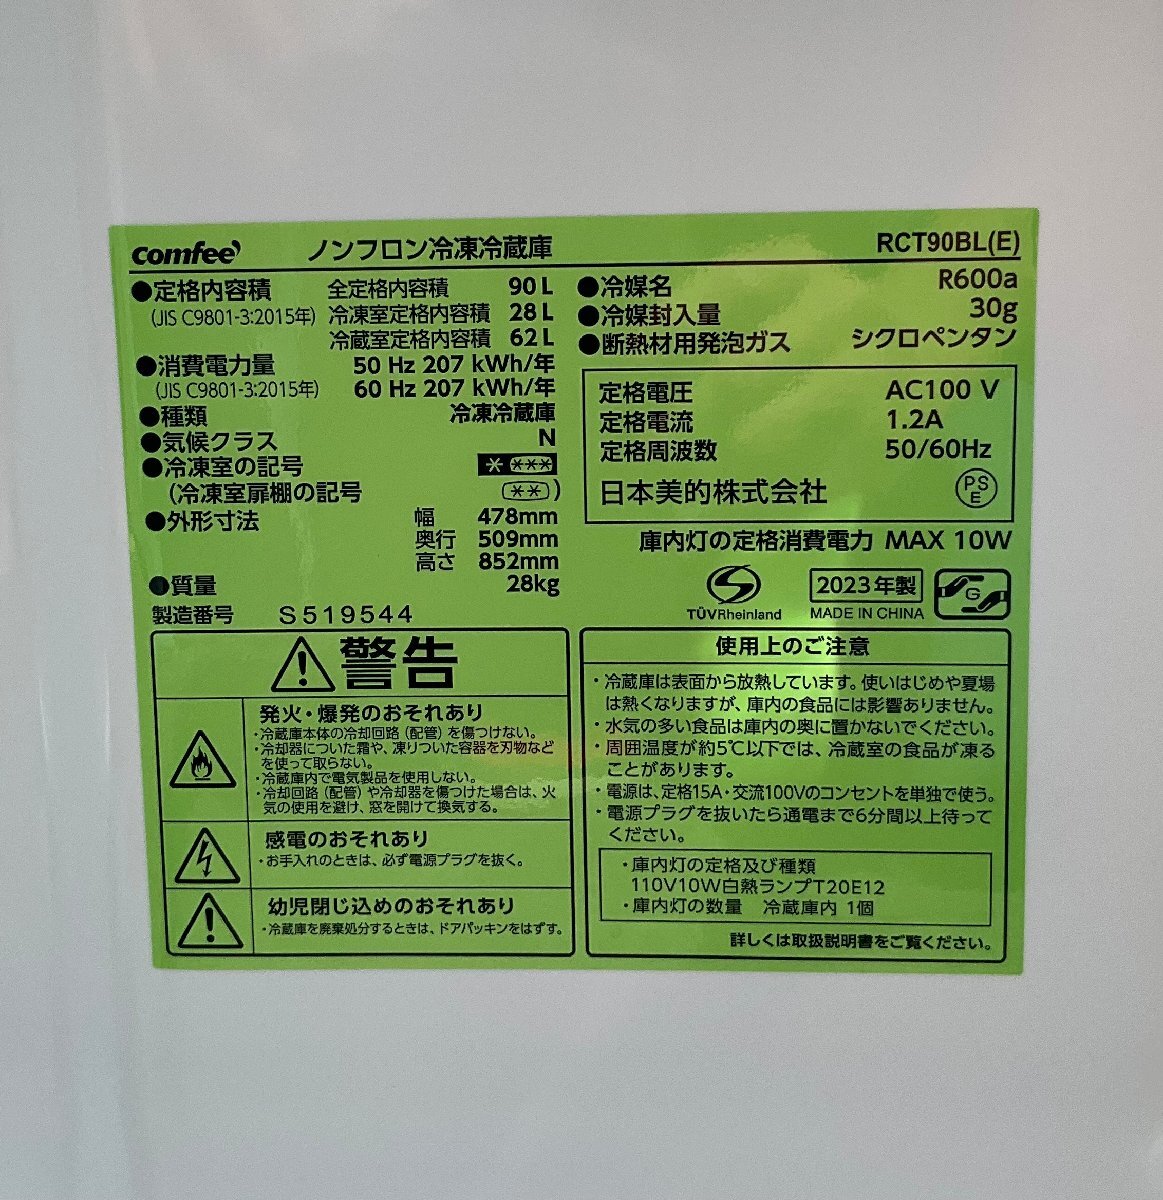 comfee' ノンフロン冷凍冷蔵庫 RCT90BL(E)
●定格内容積 全定格内容積 90 L
(JIS C9801-3:2015年) 冷凍室定格内容積 28 L
冷蔵室定格内容積 62 L
●消費電力量 50 Hz 207 kWh/年
(JIS C9801-3:2015年) 60 Hz 207 kWh/年
●種類 冷凍冷蔵庫
●気候クラス N
●冷凍室の記号 * ***
(冷凍室扉棚の記号 **)
●外形寸法 幅 478mm
奥行 509mm
高さ 852mm
●質量 28kg
製造番号 S519544
●冷媒名 R600a
●冷媒封入量 30g
●断熱材用発泡ガス シクロペンタン
定格電圧 AC100 V
定格電流 1.2A
定格周波数 50/60Hz
日本美的株式会社 PSE
庫内灯の定格消費電力 MAX 10W
TÜVRheinland
2023年製
MADE IN CHINA
G
警告
発火・爆発のおそれあり
・冷蔵庫本体の冷却回路(配管)を傷つけない。
・冷却器についた霜や、凍りついた容器を刃物など
を使って取らない。
・冷蔵庫内で電気製品を使用しない。
・冷却回路(配管)や冷却器を傷つけた場合は、火
気の使用を避け、窓を開けて換気する。
感電のおそれあり
・お手入れのときは、必ず電源プラグを抜く。
幼児閉じ込めのおそれあり
・冷蔵庫を廃棄処分するときは、ドアパッキンをはずす。
使用上のご注意
・冷蔵庫は表面から放熱しています。使いはじめや夏場
は熱くなりますが、庫内の食品には影響ありません。
・水気の多い食品は庫内の奥に置かないでください。
・周囲温度が約5℃以下では、冷蔵室の食品が凍る
ことがあります。
・電源は、定格15A・交流100Vのコンセントを単独で使う。
・電源プラグを抜いたら通電まで6分間以上待って
ください。
・庫内灯の定格及び種類
110V10W白熱ランプT20E12
・庫内灯の数量 冷蔵庫内 1個
詳しくは取扱説明書をご覧ください。